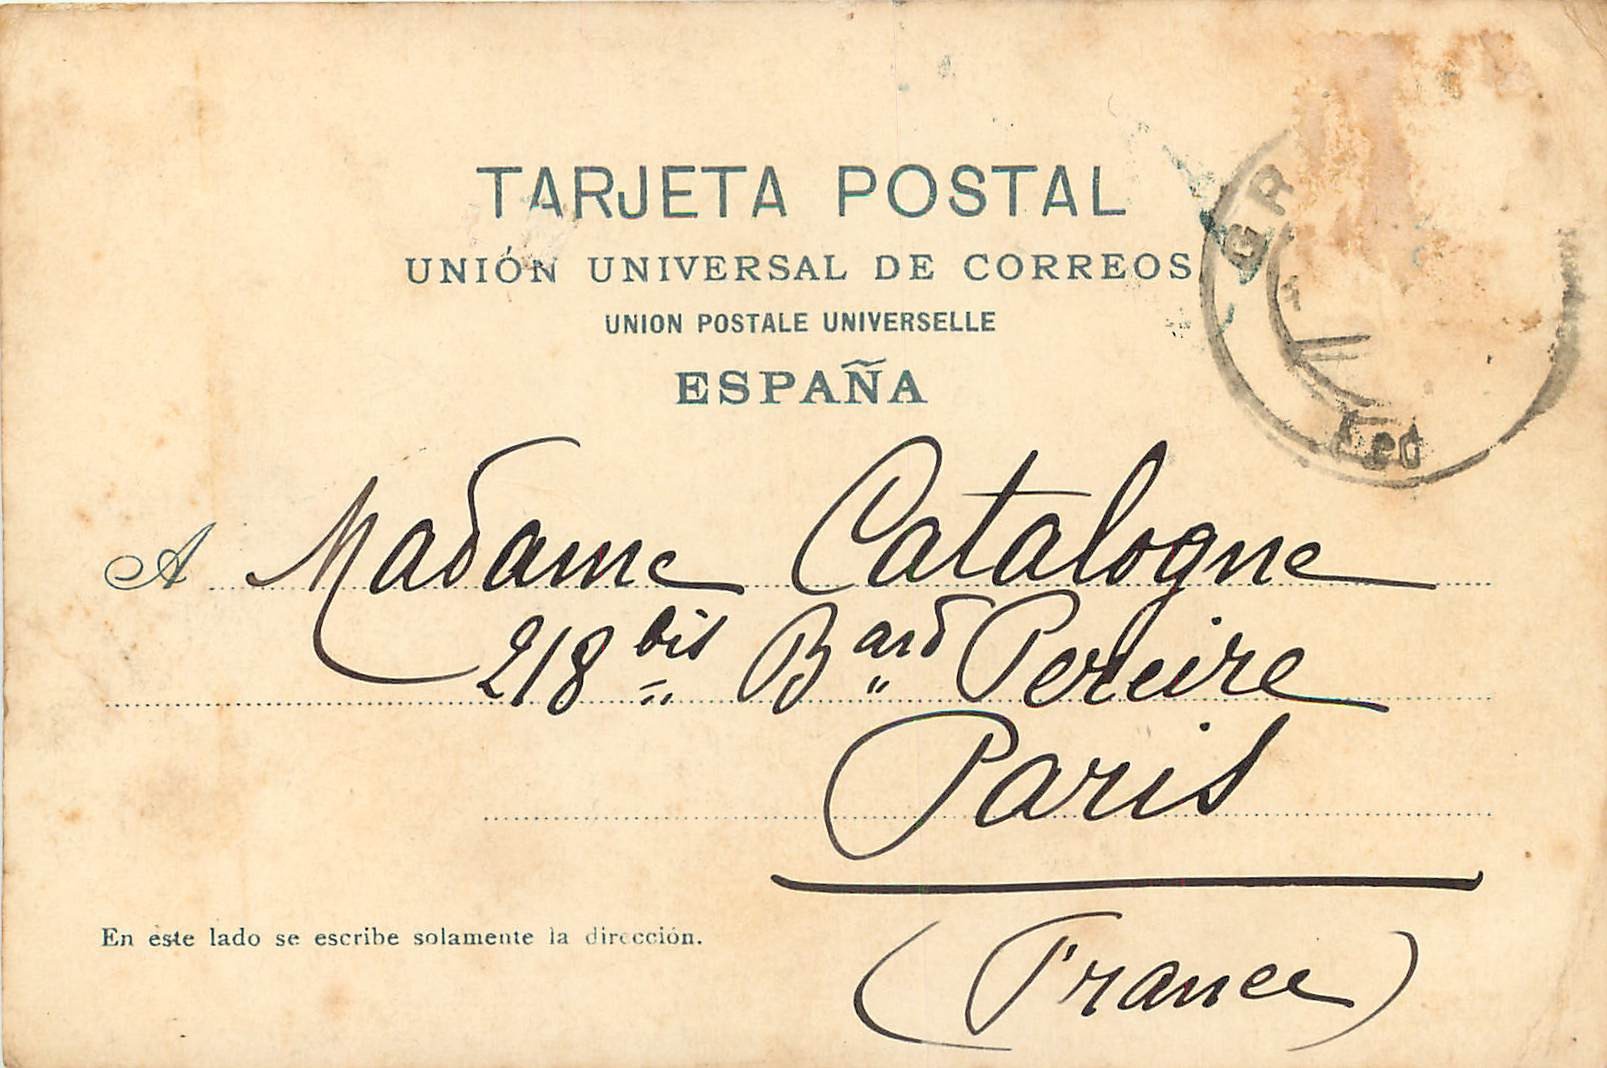 TARJETA POSTAL
UNIÓN UNIVERSAL DE CORREOS
UNION POSTALE UNIVERSELLE
ESPAÑA
GR
A Madame Catalogne
218 bis Bard Pereire
Paris
(France)
En este lado se escribe solamente la dirección.